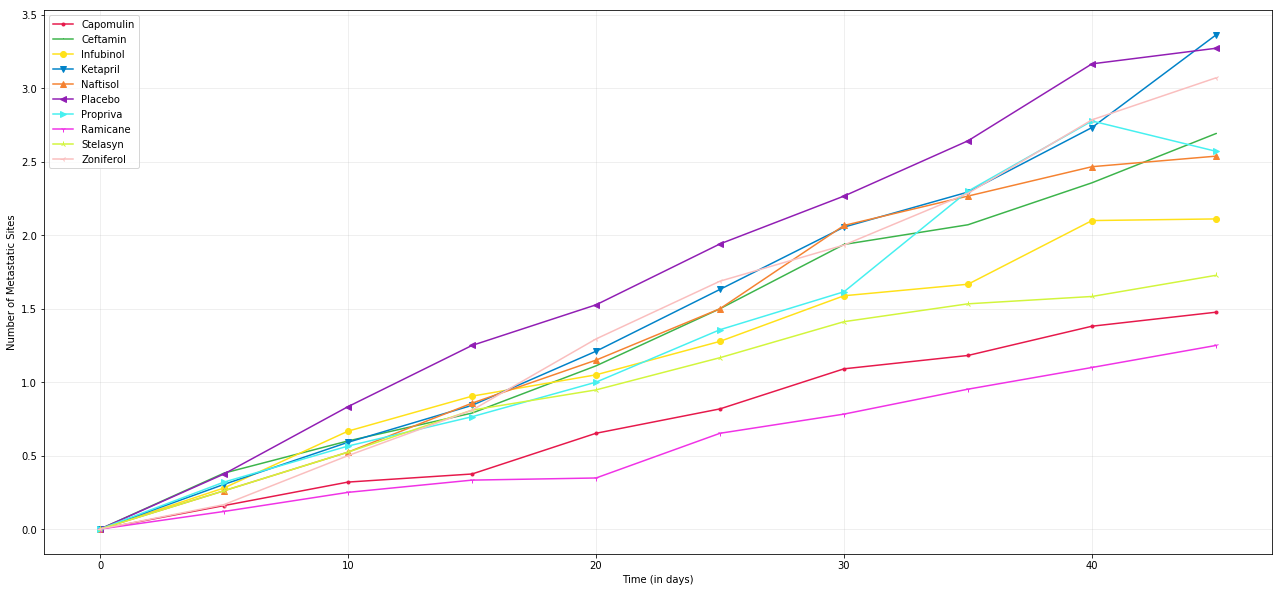 Capomulin
Ceftamin
Infubinol
Ketapril
Naftisol
Placebo
Propriva
Ramicane
Stelasyn
Zoniferol
Number of Metastatic Sites
3.5
3.0
2.5
2.0
1.5
1.0
0.5
0.0
0 10 20 30 40
Time (in days)